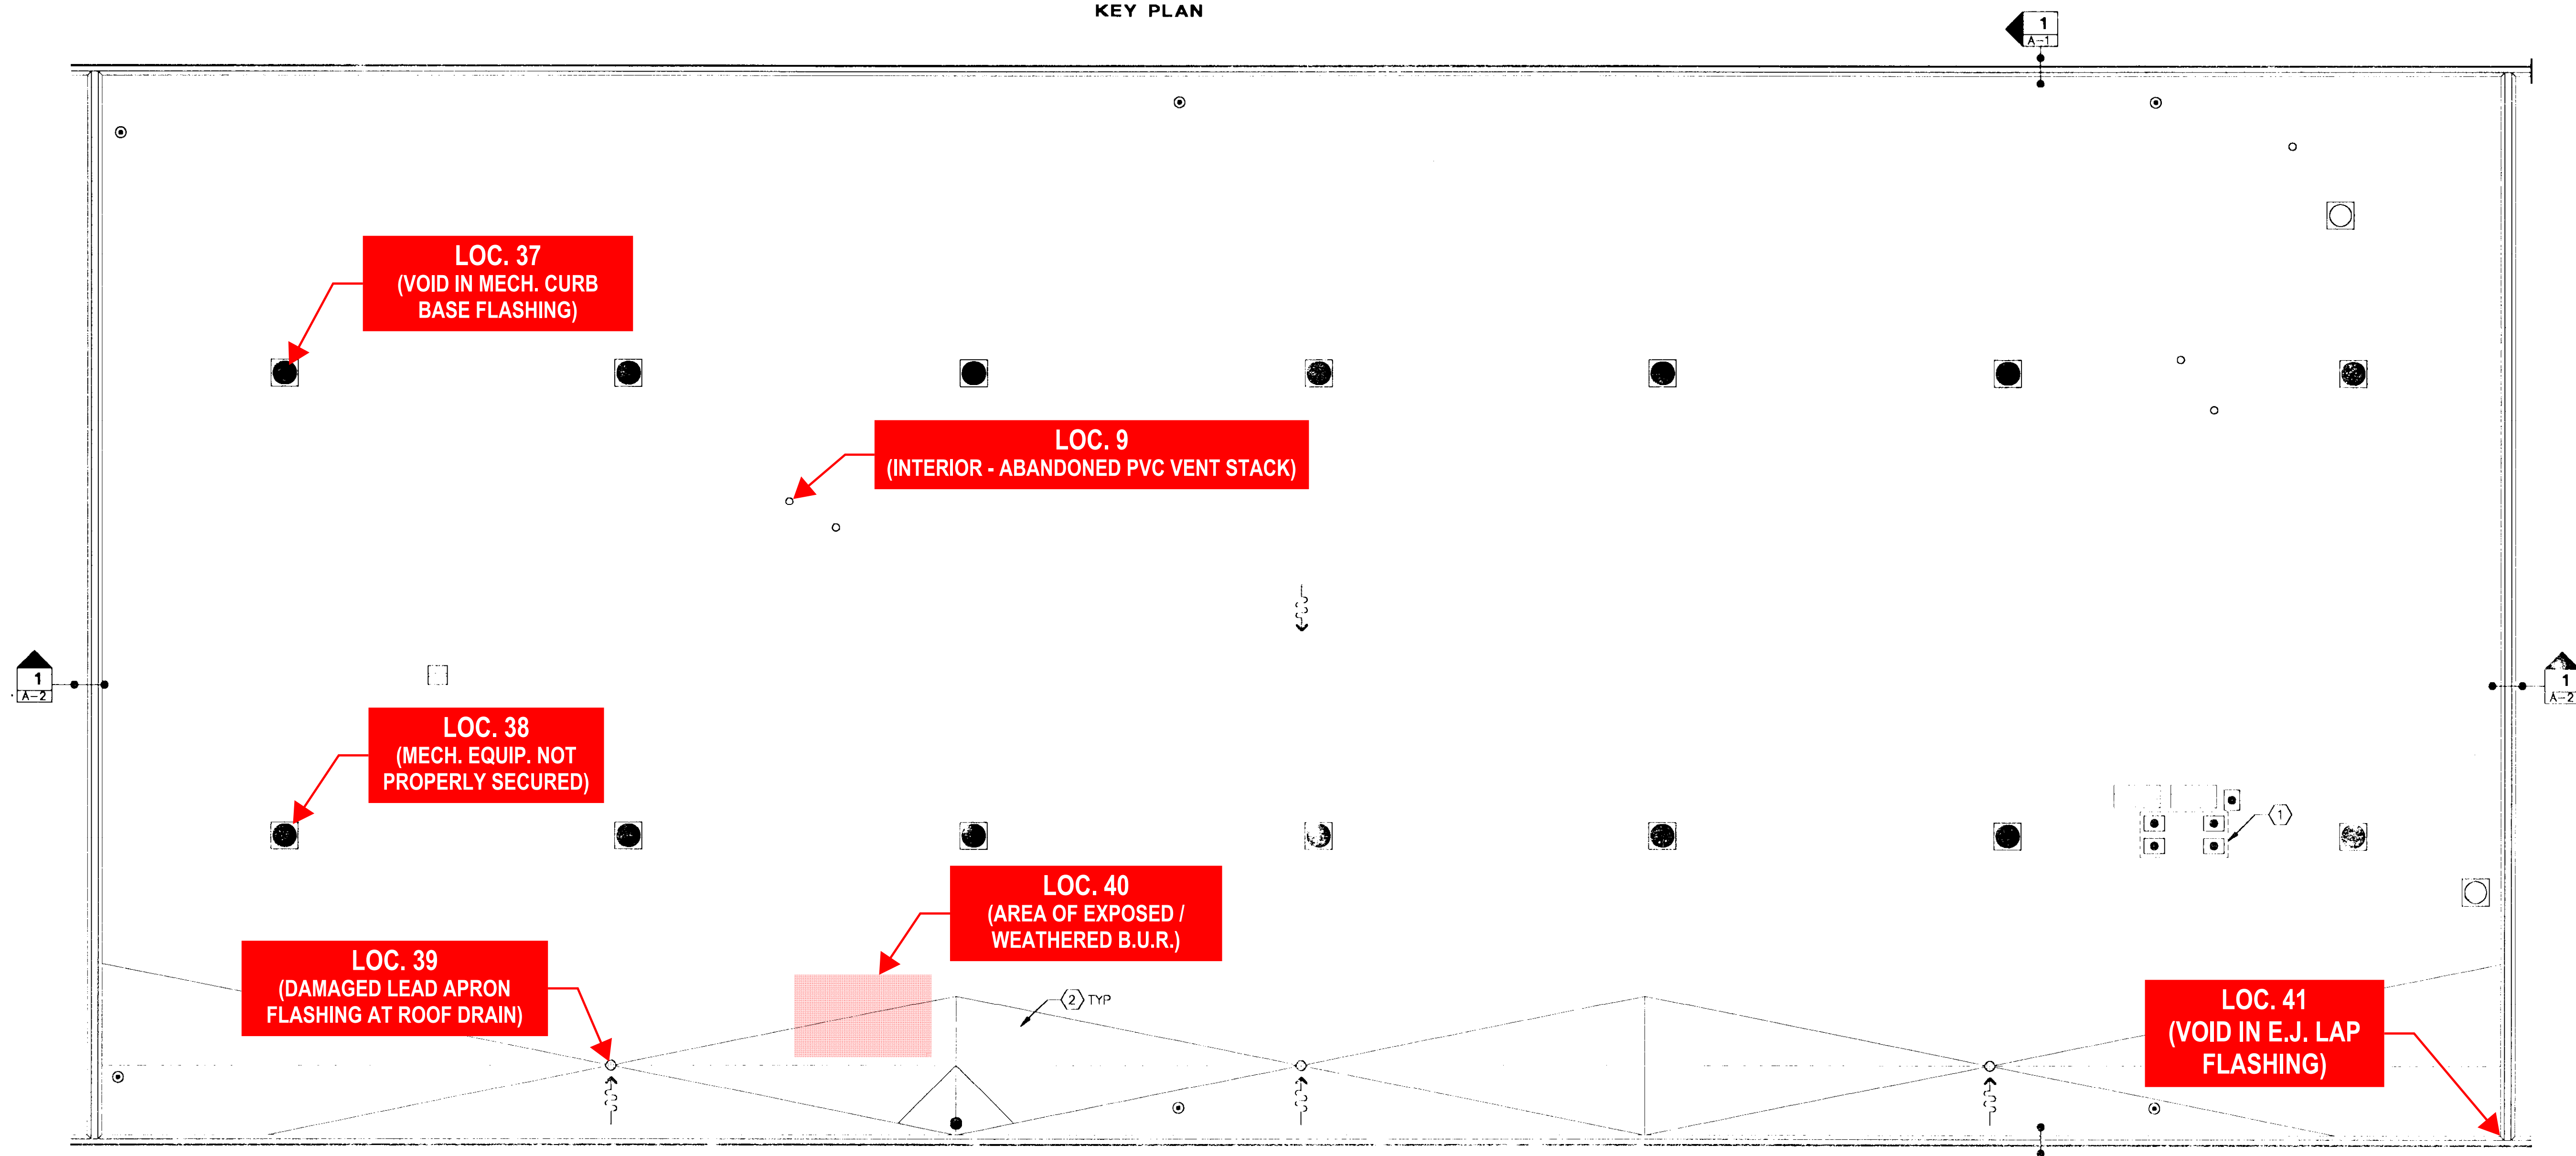 KEY PLAN
1
A-1
LOC. 37
(VOID IN MECH. CURB
BASE FLASHING)
LOC. 9
(INTERIOR - ABANDONED PVC VENT STACK)
1
A-2
1
A-2
LOC. 38
(MECH. EQUIP. NOT
PROPERLY SECURED)
1
LOC. 40
(AREA OF EXPOSED /
WEATHERED B.U.R.)
LOC. 39
(DAMAGED LEAD APRON
FLASHING AT ROOF DRAIN)
2 TYP
LOC. 41
(VOID IN E.J. LAP
FLASHING)